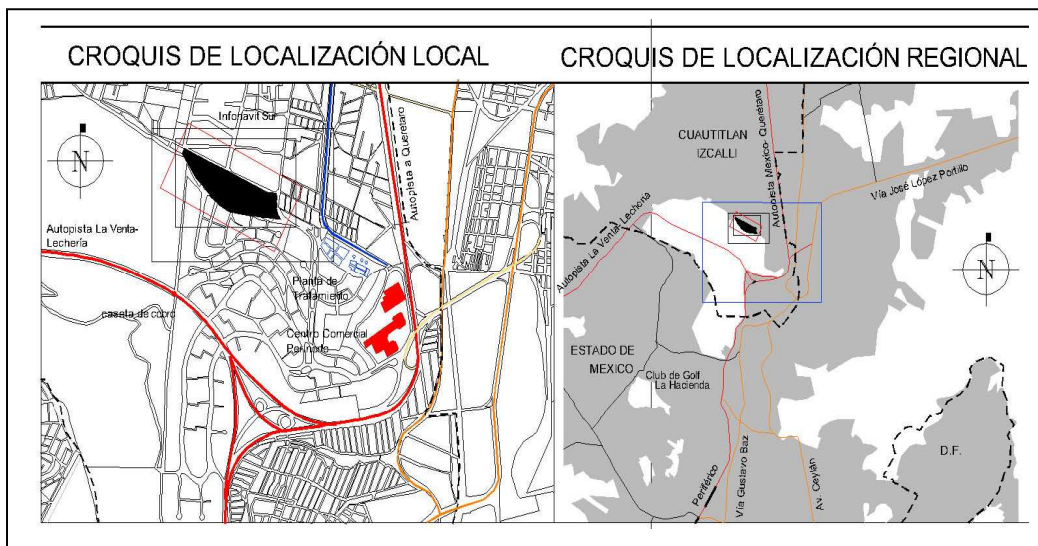 CROQUIS DE LOCALIZACIÓN LOCAL
Infonavit Sur
N
Autopista a Querétaro
Autopista La Venta-
Lechería
Planta de
Tratamiento
caseta de cobro
Centro Comercial
Perinorte
CROQUIS DE LOCALIZACIÓN REGIONAL
CUAUTITLAN
IZCALLI
Autopista México- Querétaro
Vía José López Portillo
Autopista La Venta-Lechería
N
ESTADO DE
MEXICO
Club de Golf
La Hacienda
D.F.
Periférico
Vía Gustavo Baz
Av. Ceylán